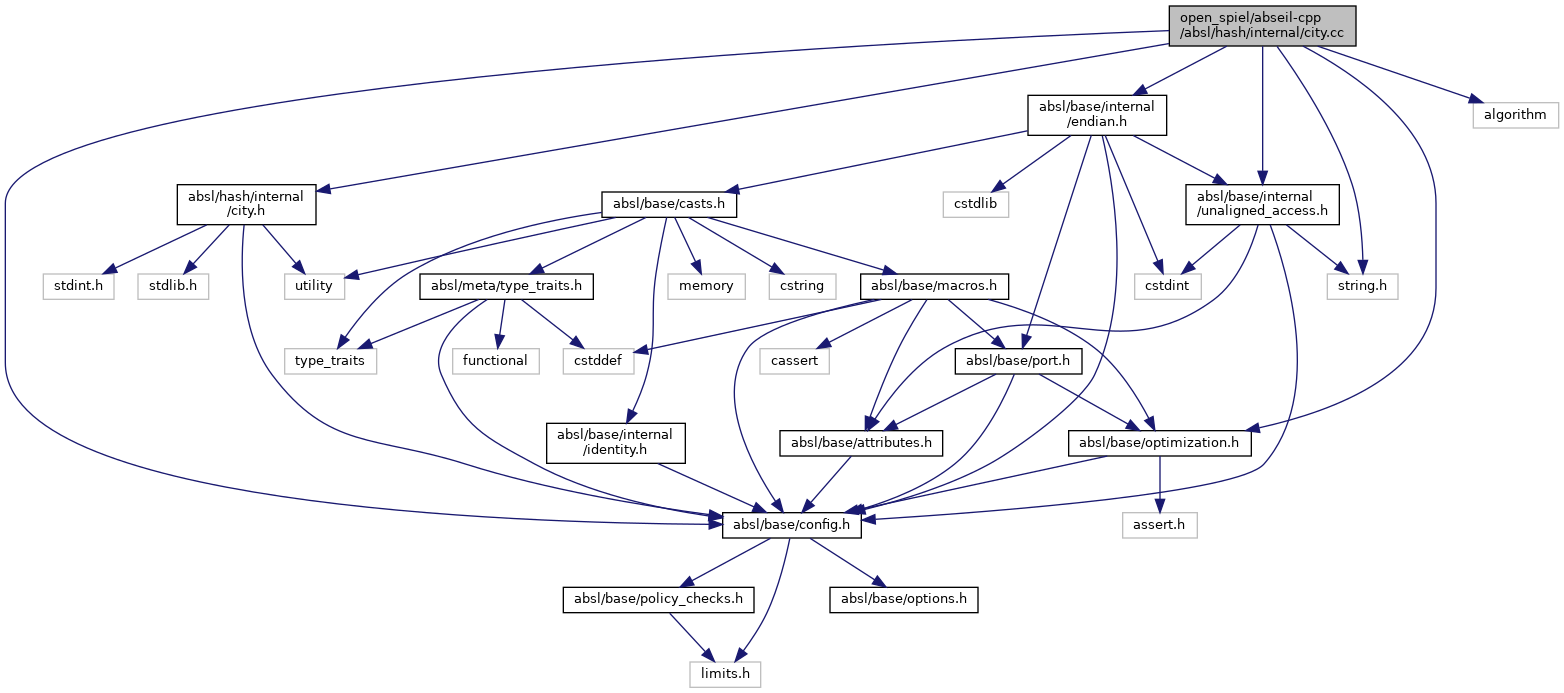 open_spiel/abseil-cpp
/absl/hash/internal/city.cc
absl/base/internal
/endian.h
algorithm
absl/hash/internal
/city.h
absl/base/casts.h
cstdlib
absl/base/internal
/unaligned_access.h
stdint.h
stdlib.h
utility
absl/meta/type_traits.h
memory
cstring
absl/base/macros.h
cstdint
string.h
type_traits
functional
cstddef
cassert
absl/base/port.h
absl/base/internal
/identity.h
absl/base/attributes.h
absl/base/optimization.h
absl/base/config.h
assert.h
absl/base/policy_checks.h
absl/base/options.h
limits.h